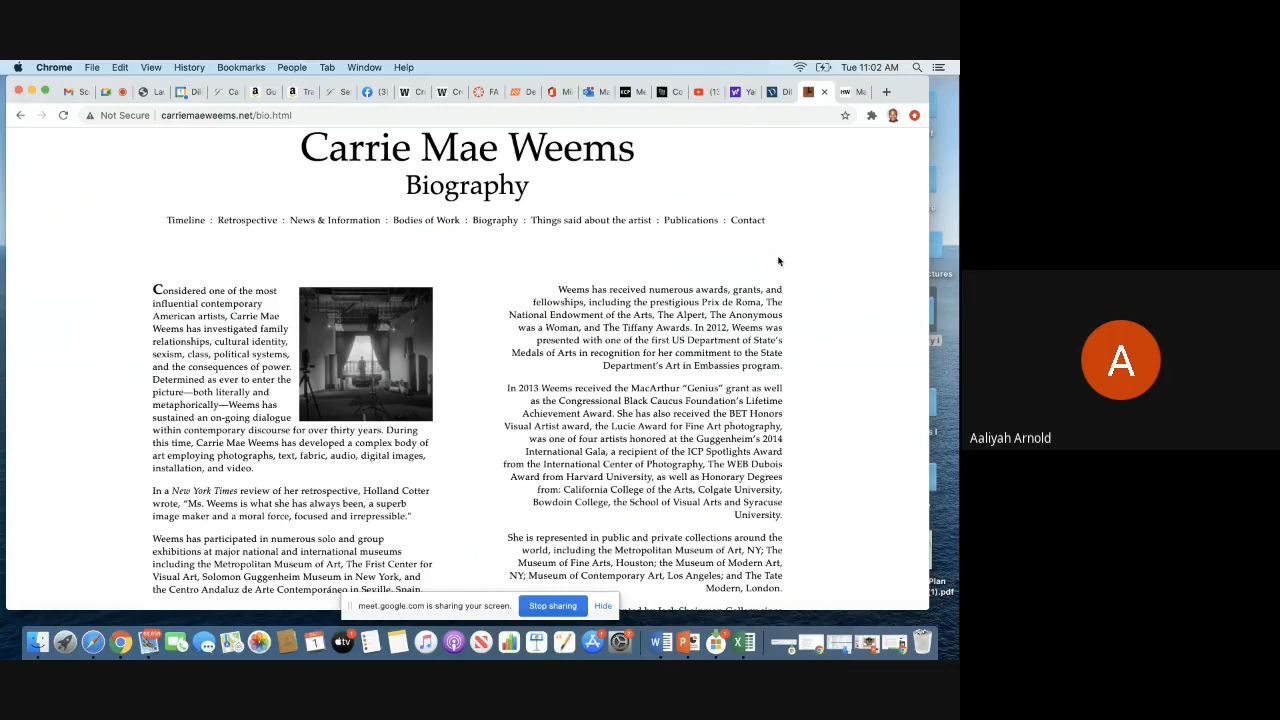 Chrome File Edit View History Bookmarks People Tab Window Help
Tue 11:02 AM
Not Secure carriemaeweems.net/bio.html
Carrie Mae Weems
Biography
Timeline : Retrospective : News & Information : Bodies of Work : Biography : Things said about the artist : Publications : Contact
Considered one of the most
influential contemporary
American artists, Carrie Mae
Weems has investigated family
relationships, cultural identity,
sexism, class, political systems,
and the consequences of power.
Determined as ever to enter the
picture—both literally and
metaphorically—Weems has
sustained an on-going dialogue
within contemporary discourse for over thirty years. During
this time, Carrie Mae Weems has developed a complex body of
art employing photographs, text, fabric, audio, digital images,
installation, and video.
In a New York Times review of her retrospective, Holland Cotter
wrote, “Ms. Weems is what she has always been, a superb
image maker and a moral force, focused and irrepressible."
Weems has participated in numerous solo and group
exhibitions at major national and international museums
including the Metropolitan Museum of Art, The Frist Center for
Visual Art, Solomon Guggenheim Museum in New York, and
the Centro Andaluz de Arte Contemporáneo in Seville, Spain
Weems has received numerous awards, grants, and
fellowships, including the prestigious Prix de Roma, The
National Endowment of the Arts, The Alpert, The Anonymous
was a Woman, and The Tiffany Awards. In 2012, Weems was
presented with one of the first US Department of State’s
Medals of Arts in recognition for her commitment to the State
Department’s Art in Embassies program.
In 2013 Weems received the MacArthur “Genius” grant as well
as the Congressional Black Caucus Foundation’s Lifetime
Achievement Award. She has also received the BET Honors
Visual Artist award, the Lucie Award for Fine Art photography,
was one of four artists honored at the Guggenheim’s 2014
International Gala, a recipient of the ICP Spotlights Award
from the International Center of Photography, The WEB Dubois
Award from Harvard University, as well as Honorary Degrees
from: California College of the Arts, Colgate University,
Bowdoin College, the School of Visual Arts and Syracuse
University.
She is represented in public and private collections around the
world, including the Metropolitan Museum of Art, NY; The
Museum of Fine Arts, Houston; the Museum of Modern Art,
NY; Museum of Contemporary Art, Los Angeles; and The Tate
Modern, London.
meet.google.com is sharing your screen. Stop sharing Hide
Plan
(1).pdf
A
Aaliyah Arnold